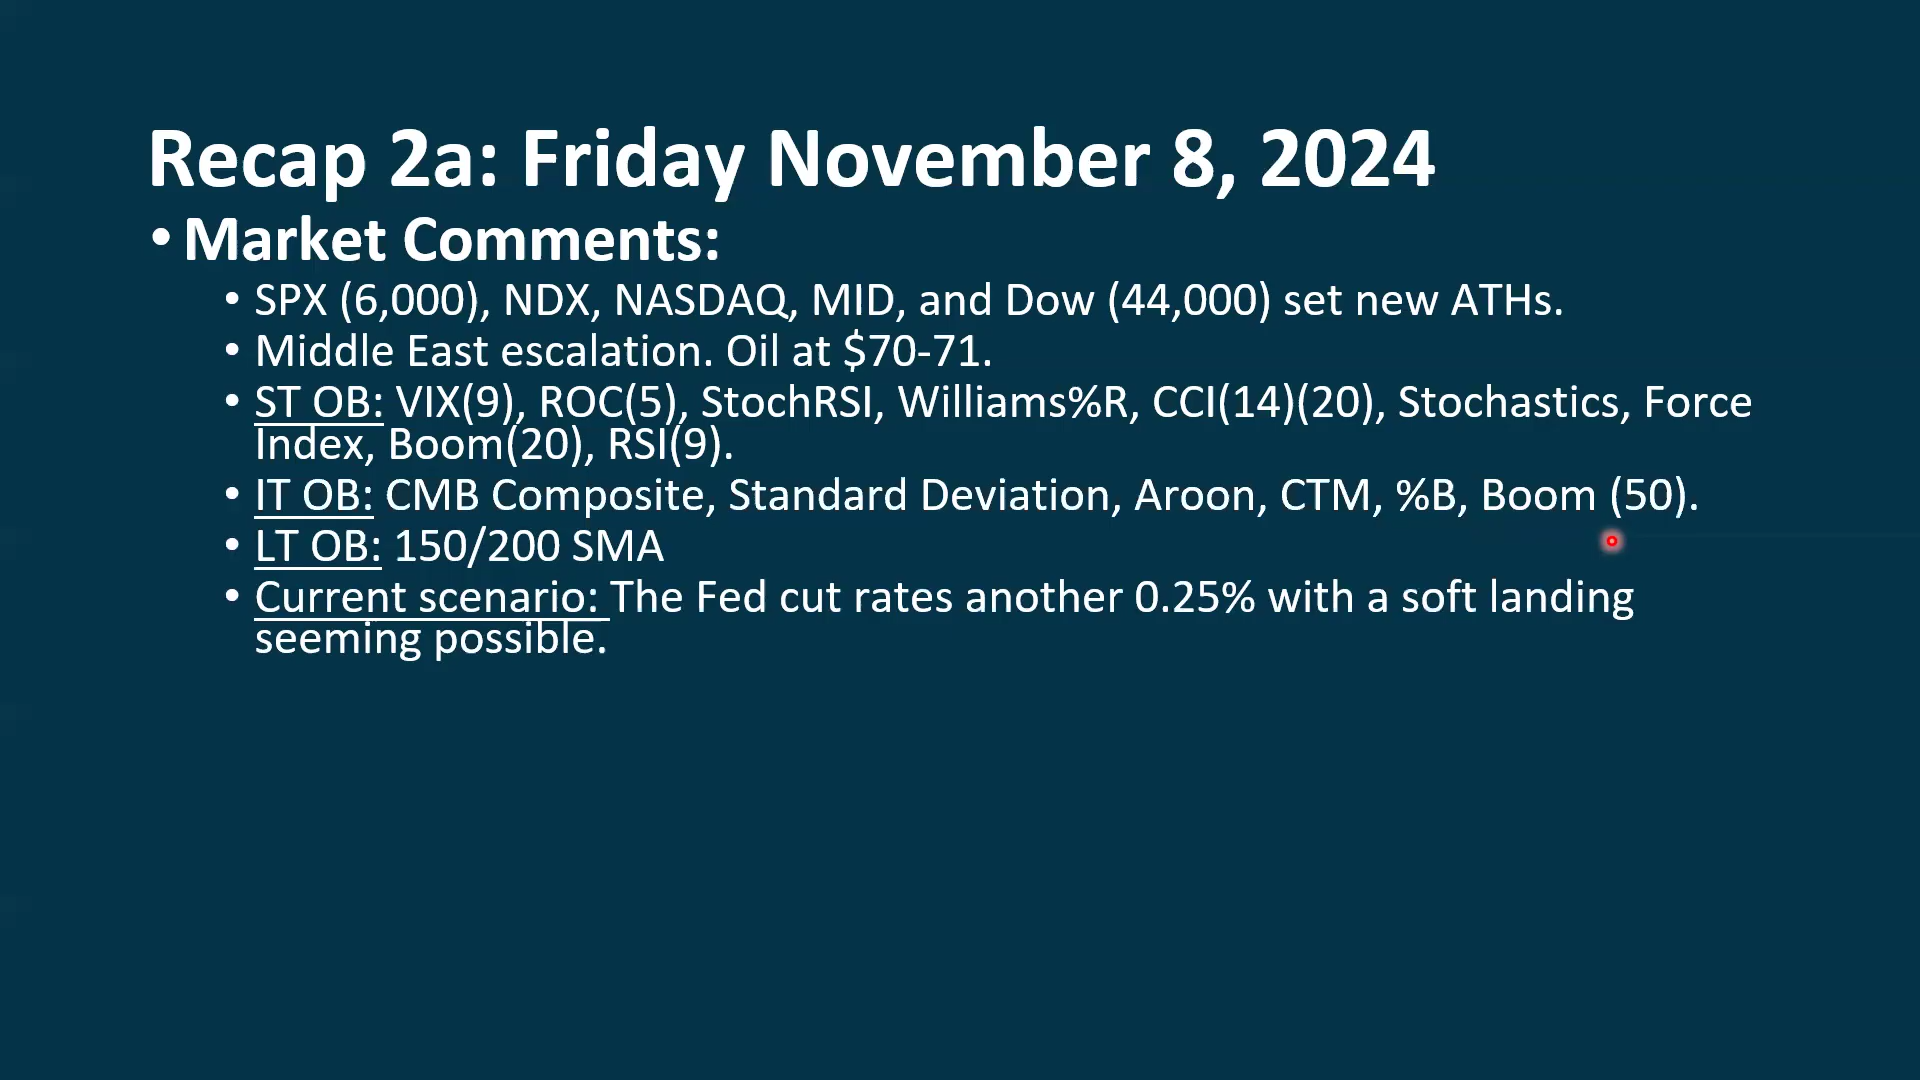 Recap 2a: Friday November 8, 2024
• Market Comments:
• SPX (6,000), NDX, NASDAQ, MID, and Dow (44,000) set new ATHs.
• Middle East escalation. Oil at $70-71.
• ST OB: VIX(9), ROC(5), StochRSI, Williams%R, CCI(14)(20), Stochastics, Force
Index, Boom(20), RSI(9).
• IT OB: CMB Composite, Standard Deviation, Aroon, CTM, %B, Boom (50).
• LT OB: 150/200 SMA
• Current scenario: The Fed cut rates another 0.25% with a soft landing
seeming possible.